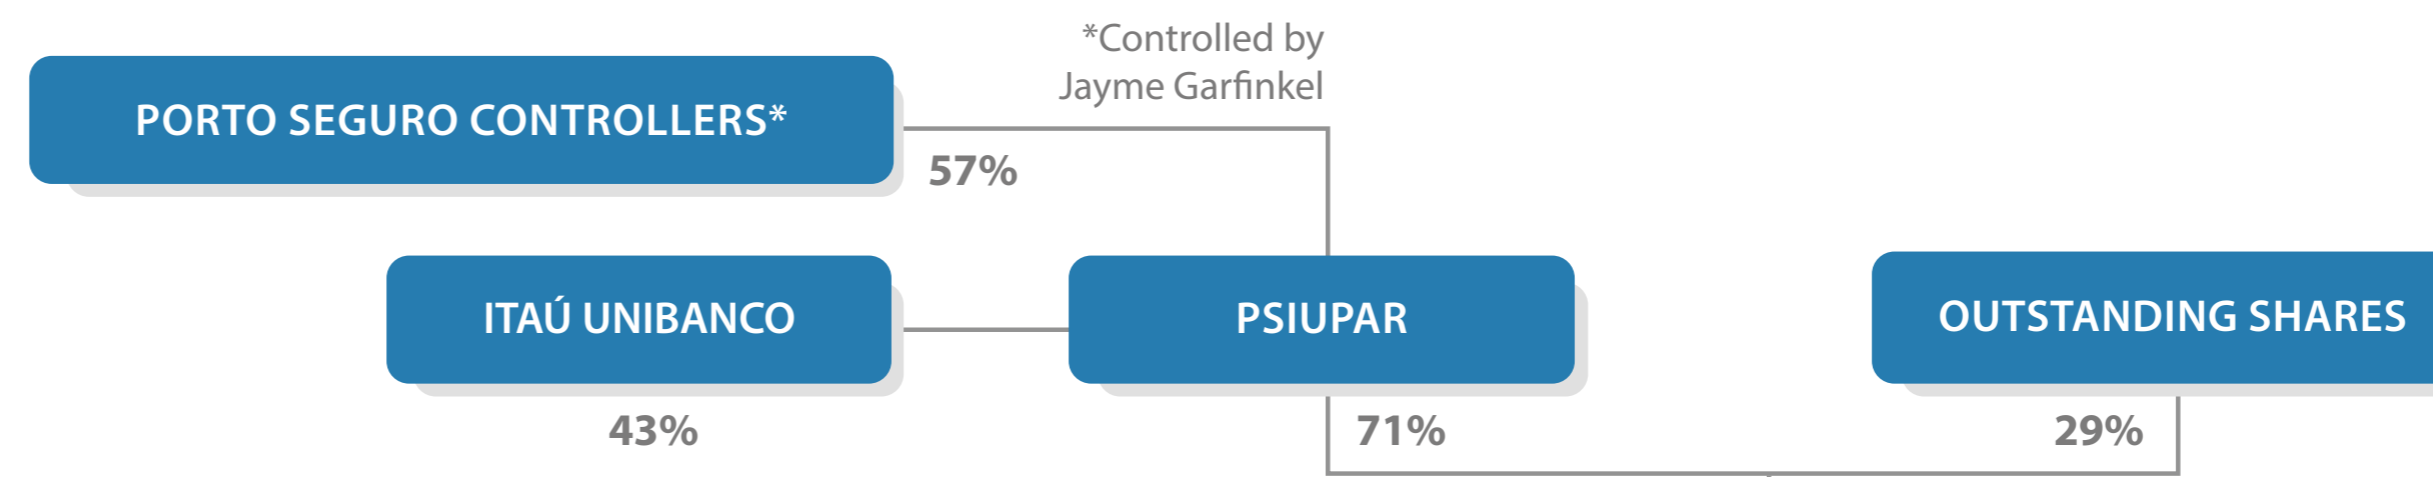 *Controlled by
Jayme Garfinkel
PORTO SEGURO CONTROLLERS*
57%
ITAÚ UNIBANCO
PSIUPAR
OUTSTANDING SHARES
43%
71%
29%